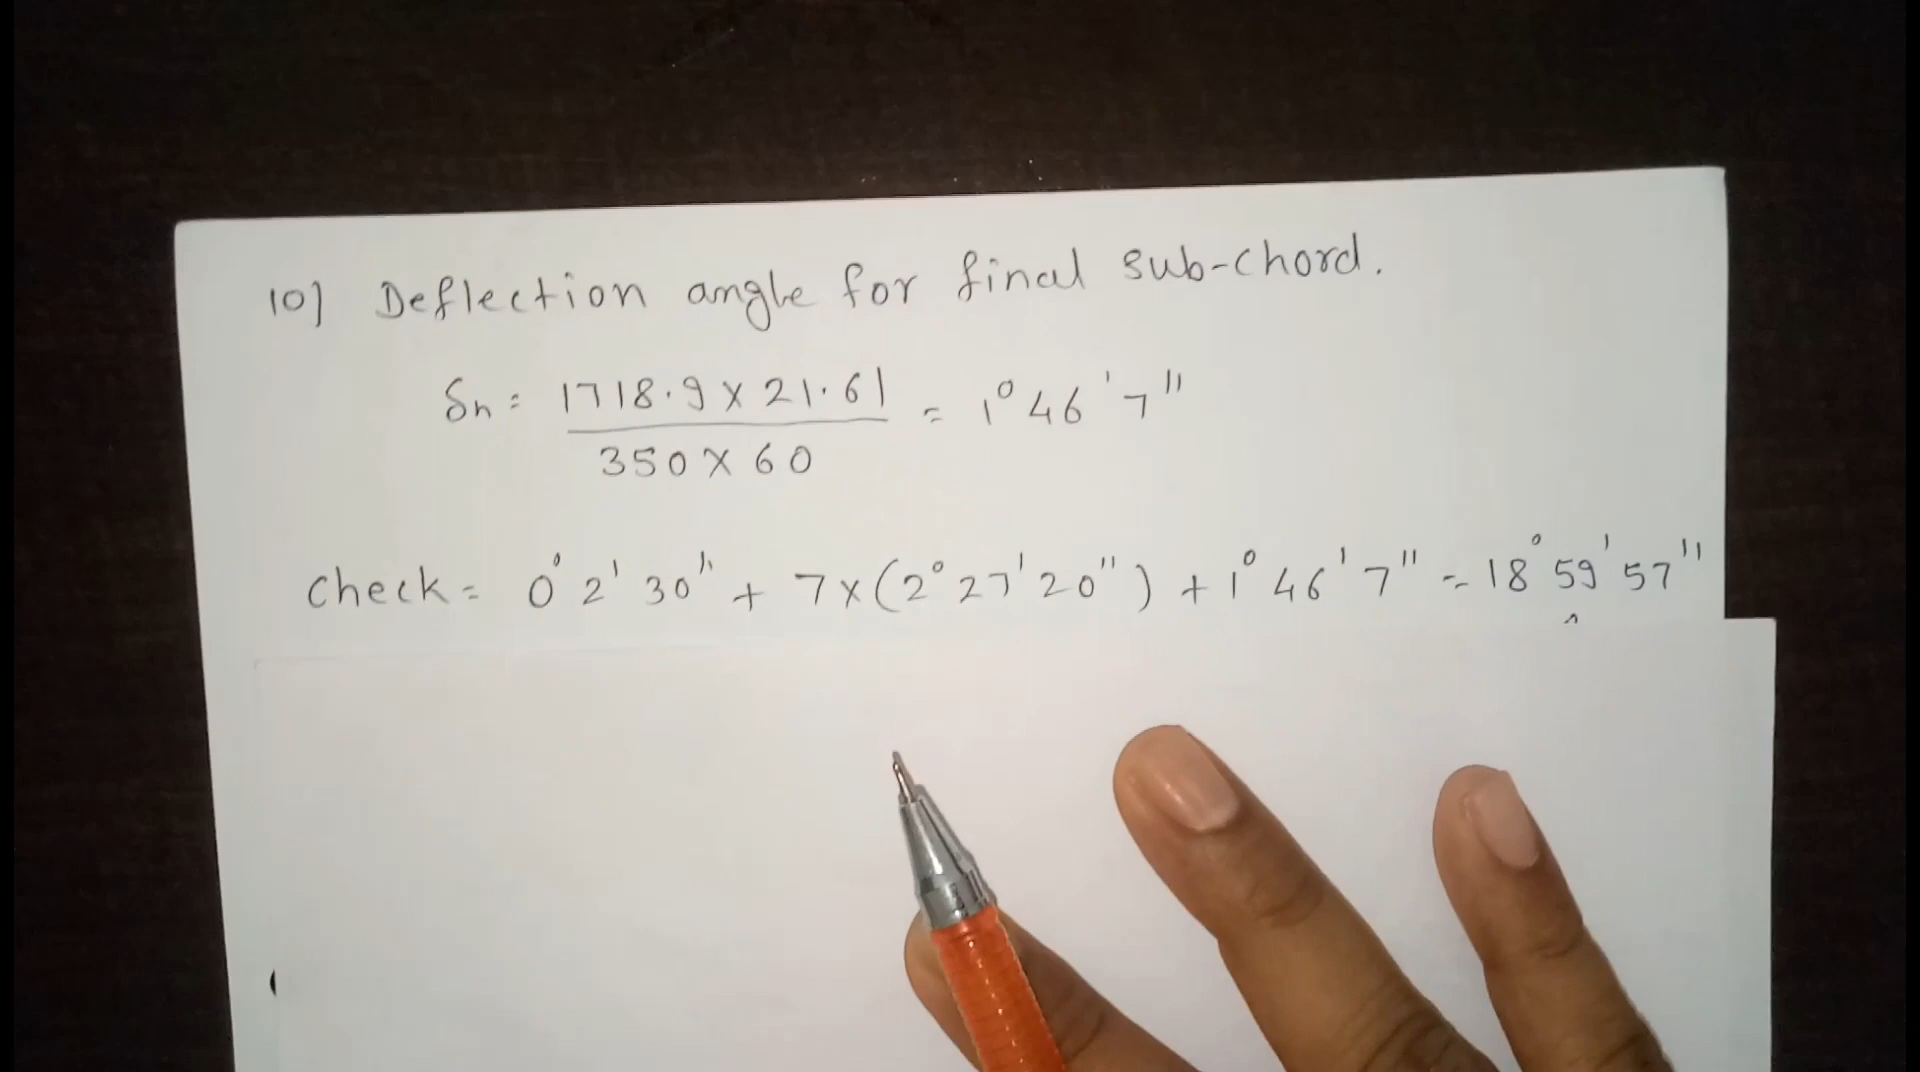 10] Deflection angle for final sub-chord.
δn = 1718.9 x 21.61 / 350 x 60 = 1° 46' 7"
Check = 0° 2' 30" + 7 x (2° 27' 20") + 1° 46' 7" = 18° 59' 57"